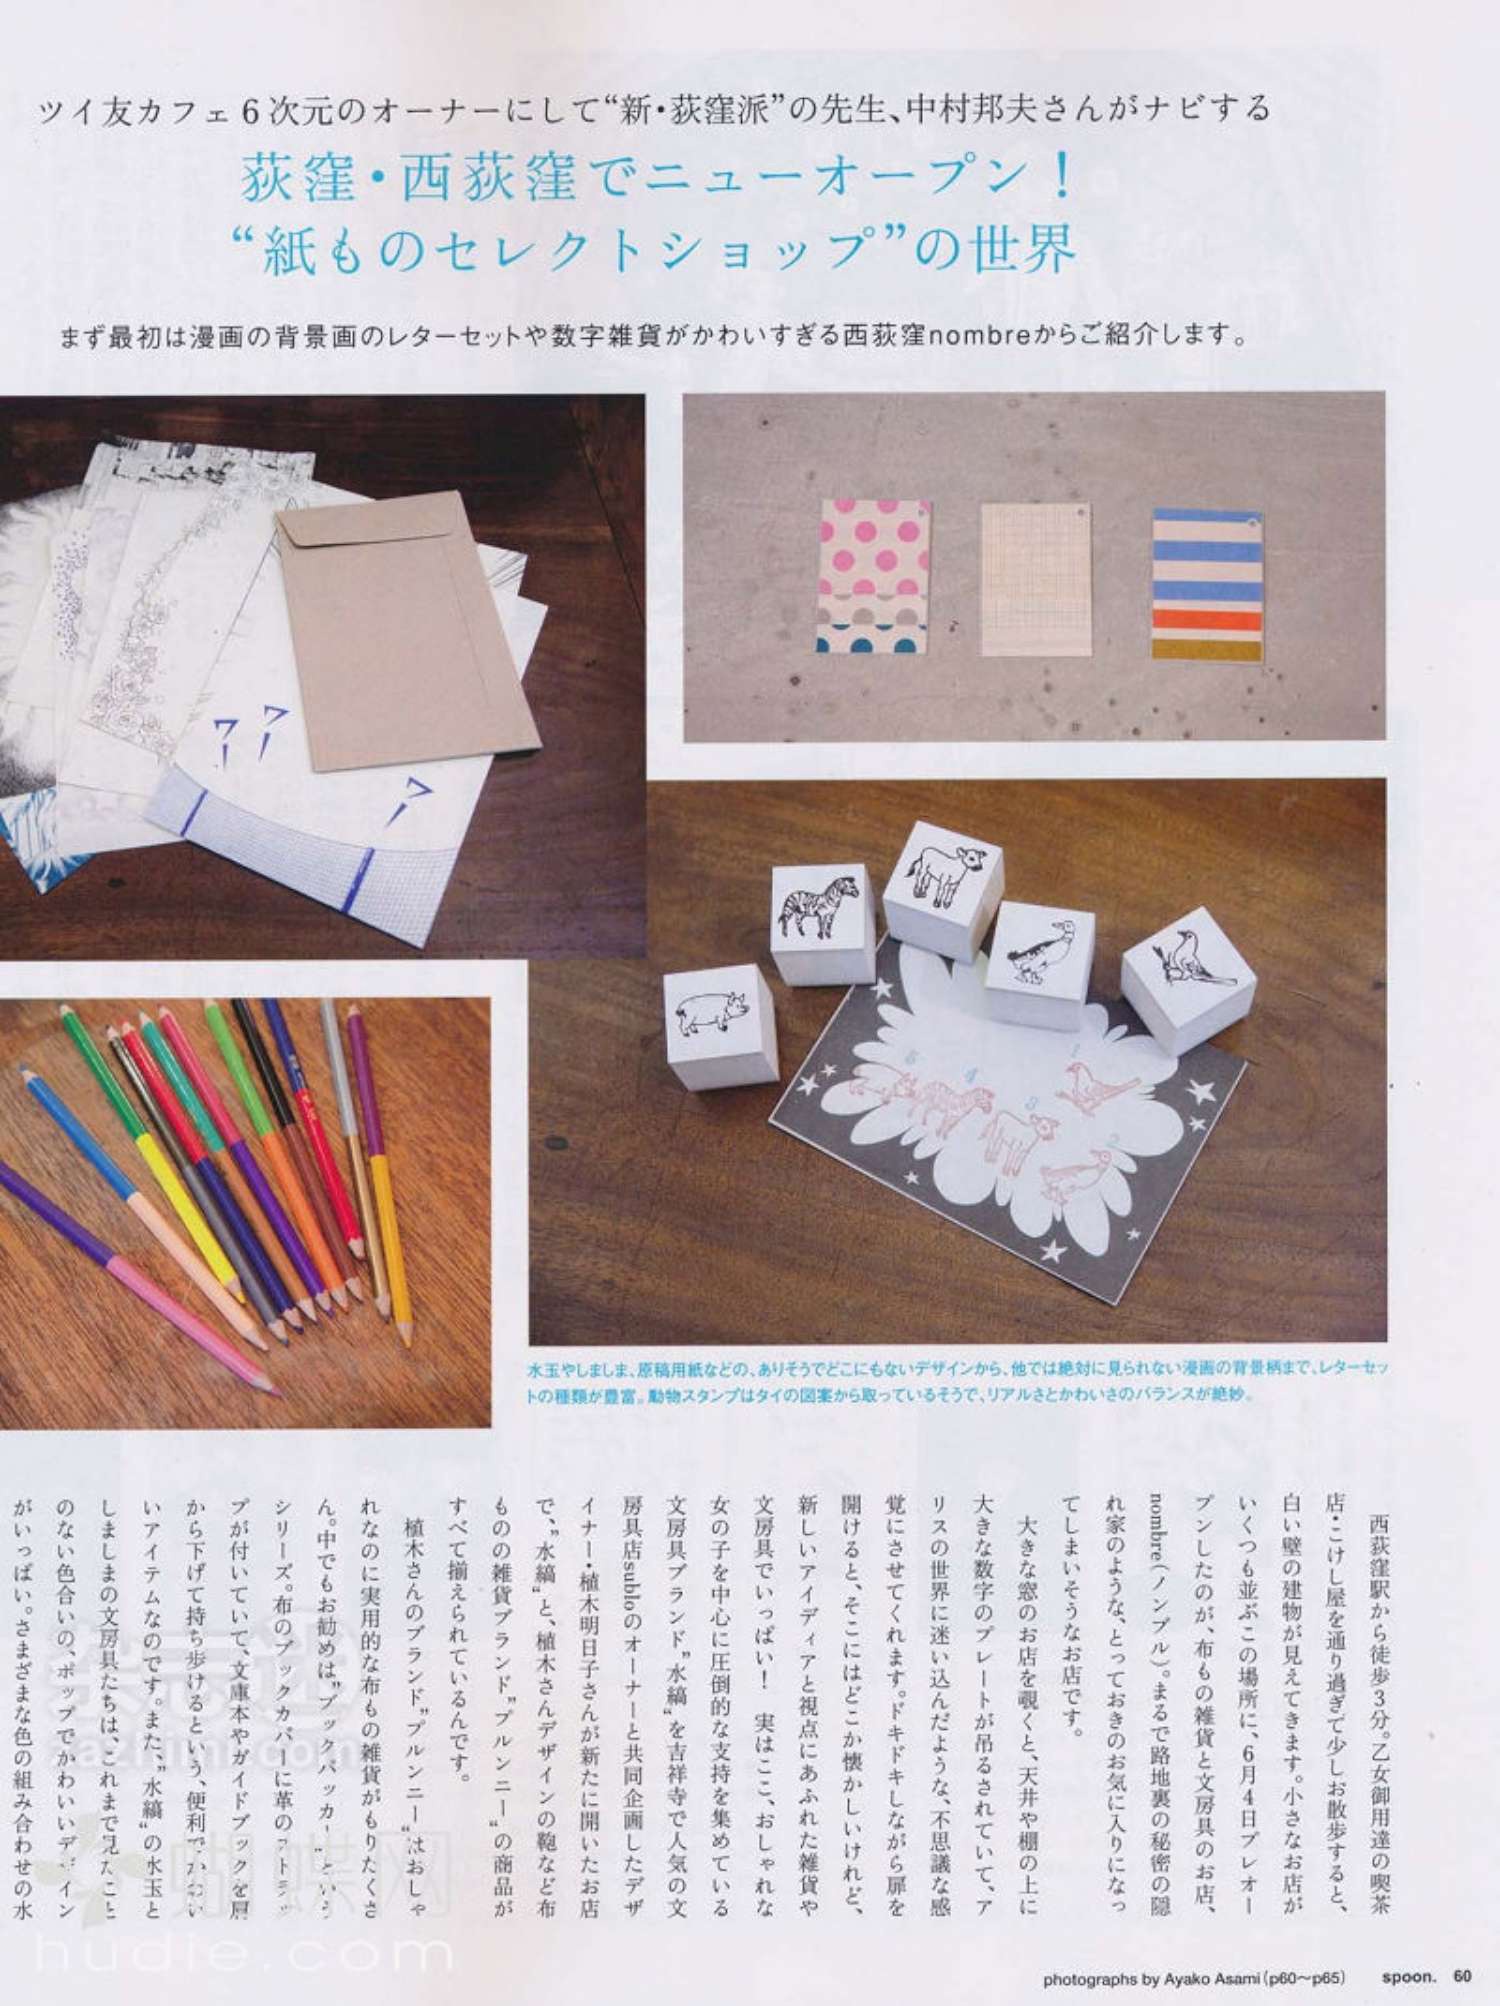 ツイ友カフェ6次元のオーナーにして“新・荻窪派”の先生、中村邦夫さんがナビする
荻窪・西荻窪でニューオープン！
“紙ものセレクトショップ”の世界
まず最初は漫画の背景画のレターセットや数字雑貨がかわいすぎる西荻窪nombreからご紹介します。
ワー
ワー
ワー
5
4
3
1
2
水玉やしましま、原稿用紙などの、ありそうでどこにもないデザインから、他では絶対に見られない漫画の背景柄まで、レターセッ
トの種類が豊富。動物スタンプはタイの図案から取っているそうで、リアルさとかわいさのバランスが絶妙。
西荻窪駅から徒歩3分。乙女御用達の喫茶
店・こけし屋を通り過ぎて少しお散歩すると、
白い壁の建物が見えてきます。小さなお店が
いくつも並ぶこの場所に、6月4日プレオー
プンしたのが、布もの雑貨と文房具のお店、
nombre（ノンブル）。まるで路地裏の秘密の隠
れ家のような、とっておきのお気に入りになっ
てしまいそうなお店です。
大きな窓のお店を覗くと、天井や棚の上に
大きな数字のプレートが吊るされていて、ア
リスの世界に迷い込んだような、不思議な感
覚にさせてくれます。ドキドキしながら扉を
開けると、そこにはどこか懐かしいけれど、
新しいアイディアと視点にあふれた雑貨や
文房具でいっぱい！　実はここ、おしゃれな
女の子を中心に圧倒的な支持を集めている
文房具ブランド“水縞”を吉祥寺で人気の文
房具店subloのオーナーと共同企画したデザ
イナー・植木明日子さんが新たに開いたお店
で、“水縞”と、植木さんデザインの鞄など布
ものの雑貨ブランド“プルンニー”の商品が
すべて揃えられているんです。
植木さんのブランド“プルンニー”はおしゃ
れなのに実用的な布もの雑貨がもりだくさ
ん。中でもお勧めは“ブックパッカー”という
シリーズ。布のブックカバーに革のストラッ
プが付いていて、文庫本やガイドブックを肩
から下げて持ち歩けるという、便利でかわい
いアイテムなのです。また、“水縞”の水玉と
しましまの文房具たちは、これまで見たこと
のない色合いの、ポップでかわいいデザイン
がいっぱい。さまざまな色の組み合わせの水
杂志迷
zazhimi.com
蝴蝶网
hudie.com
photographs by Ayako Asami（p60〜p65）　spoon.　60